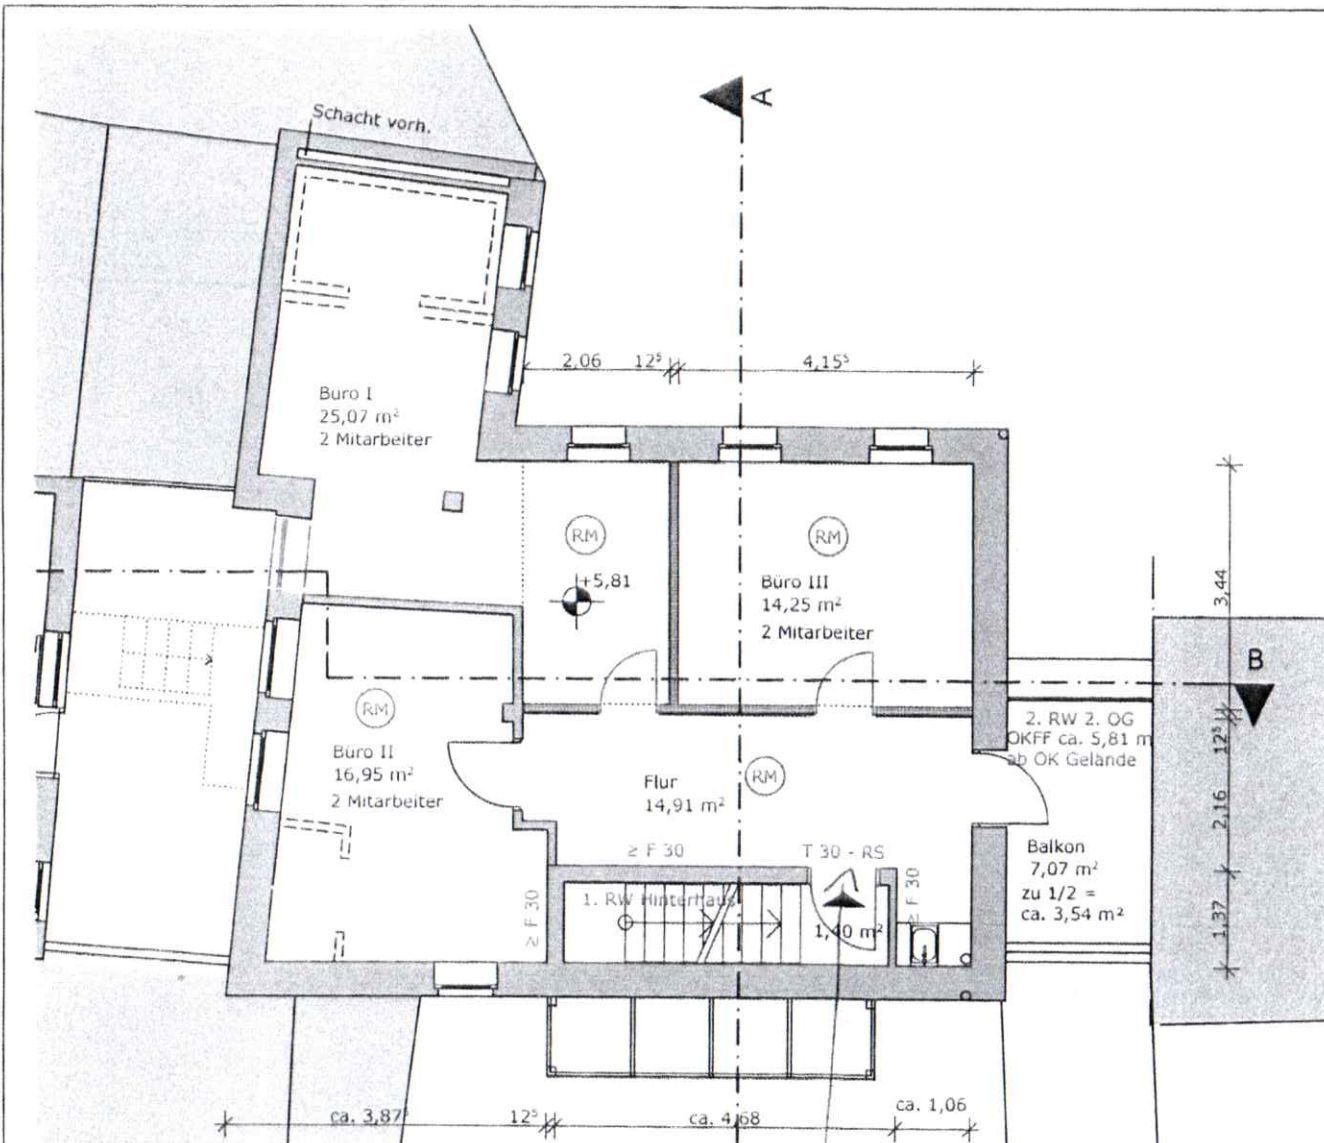 Schacht vorh.
A
2,06
12⁵
4,15⁵
Büro I
25,07 m²
2 Mitarbeiter
RM
RM
+5,81
Büro III
14,25 m²
2 Mitarbeiter
3,44
B
RM
Büro II
16,95 m²
2 Mitarbeiter
Flur
14,91 m²
RM
2. RW 2. OG
OKFF ca. 5,81 m
ab OK Gelände
12⁵
2,16
≥ F 30
T 30 - RS
Balkon
7,07 m²
zu 1/2 =
ca. 3,54 m²
≥ F 30
1. RW Hinterhaus
1,40 m²
≥ F 30
1,37
ca. 3,87⁵
12⁵
ca. 4,68
ca. 1,06